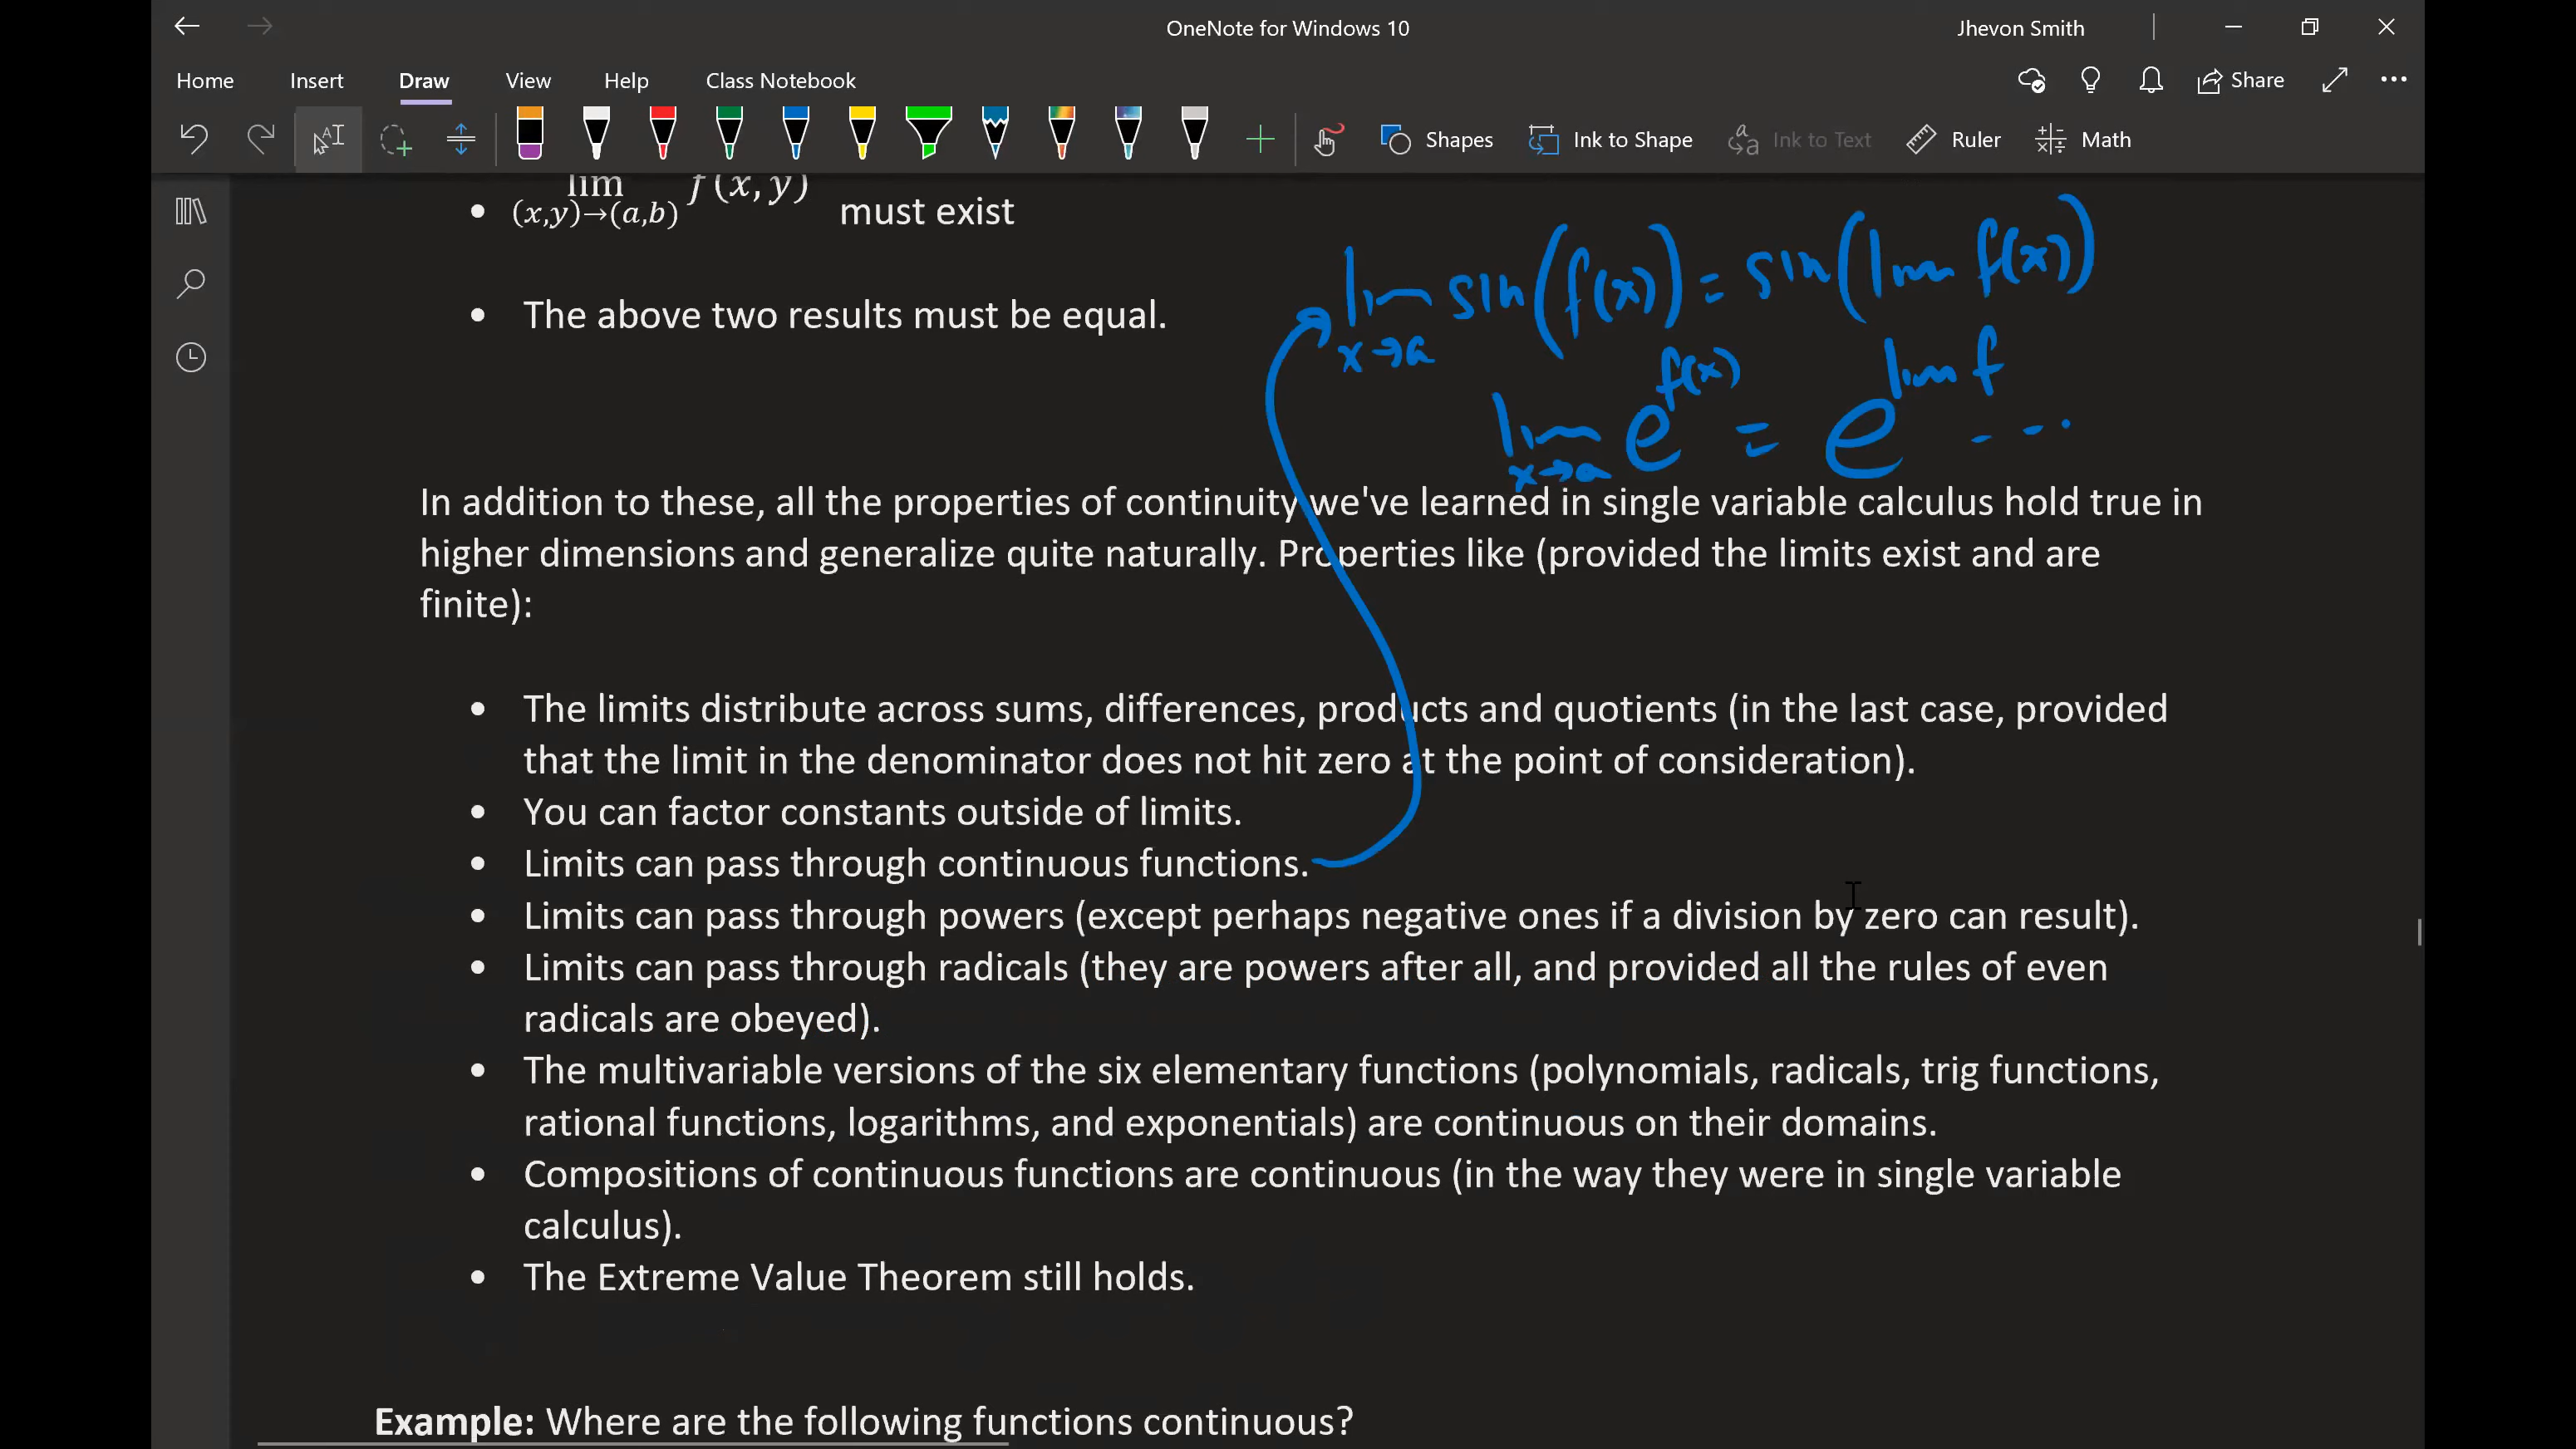 OneNote for Windows 10
Jhevon Smith
Home Insert Draw View Help Class Notebook
Share
Shapes Ink to Shape Ink to Text Ruler Math
• lim (x,y)→(a,b) f(x, y) must exist
• The above two results must be equal.
lim x→a sin(f(x)) = sin(lim f(x))
lim x→a e^f(x) = e^lim f ...
In addition to these, all the properties of continuity we've learned in single variable calculus hold true in
higher dimensions and generalize quite naturally. Properties like (provided the limits exist and are
finite):
• The limits distribute across sums, differences, products and quotients (in the last case, provided
that the limit in the denominator does not hit zero at the point of consideration).
• You can factor constants outside of limits.
• Limits can pass through continuous functions.
• Limits can pass through powers (except perhaps negative ones if a division by zero can result).
• Limits can pass through radicals (they are powers after all, and provided all the rules of even
radicals are obeyed).
• The multivariable versions of the six elementary functions (polynomials, radicals, trig functions,
rational functions, logarithms, and exponentials) are continuous on their domains.
• Compositions of continuous functions are continuous (in the way they were in single variable
calculus).
• The Extreme Value Theorem still holds.
Example: Where are the following functions continuous?